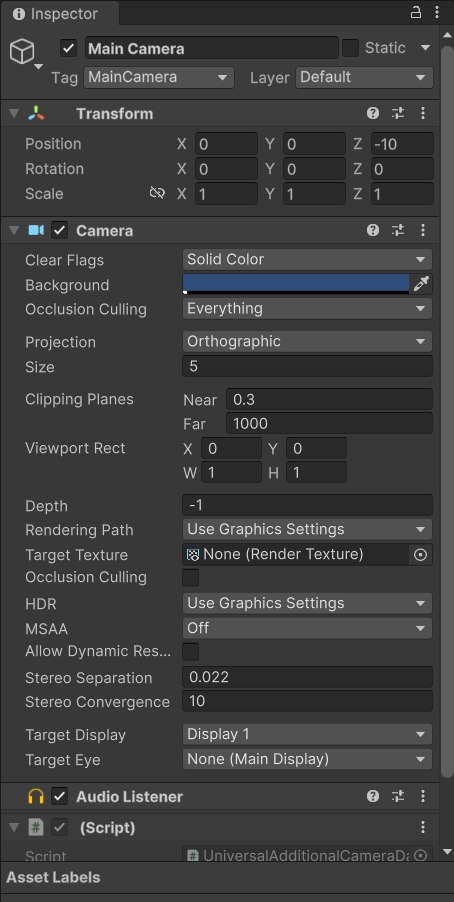 Inspector
Main Camera Static
Tag MainCamera Layer Default
Transform
Position X 0 Y 0 Z -10
Rotation X 0 Y 0 Z 0
Scale X 1 Y 1 Z 1
Camera
Clear Flags Solid Color
Background
Occlusion Culling Everything
Projection Orthographic
Size 5
Clipping Planes Near 0.3
Far 1000
Viewport Rect X 0 Y 0
W 1 H 1
Depth -1
Rendering Path Use Graphics Settings
Target Texture None (Render Texture)
Occlusion Culling
HDR Use Graphics Settings
MSAA Off
Allow Dynamic Res...
Stereo Separation 0.022
Stereo Convergence 10
Target Display Display 1
Target Eye None (Main Display)
Audio Listener
# (Script)
Script # UniversalAdditionalCameraDa
Asset Labels